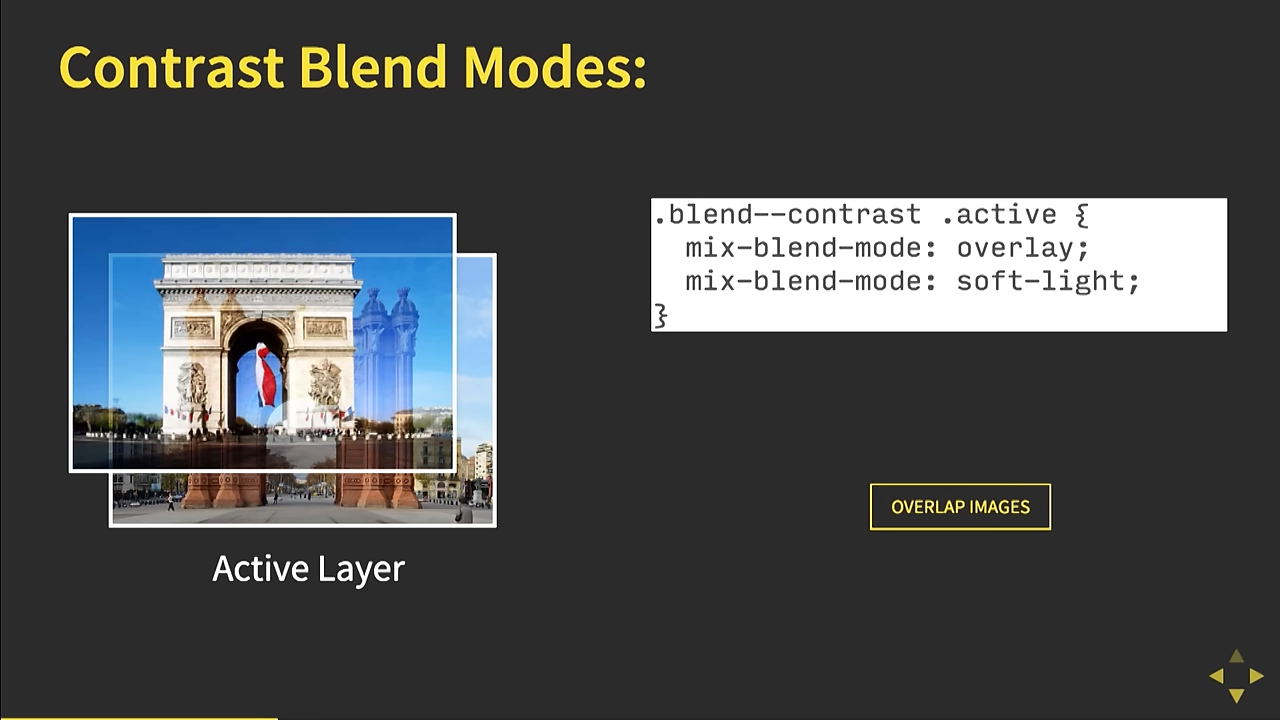 Contrast Blend Modes:
.blend--contrast .active {
mix-blend-mode: overlay;
mix-blend-mode: soft-light;
}
OVERLAP IMAGES
Active Layer